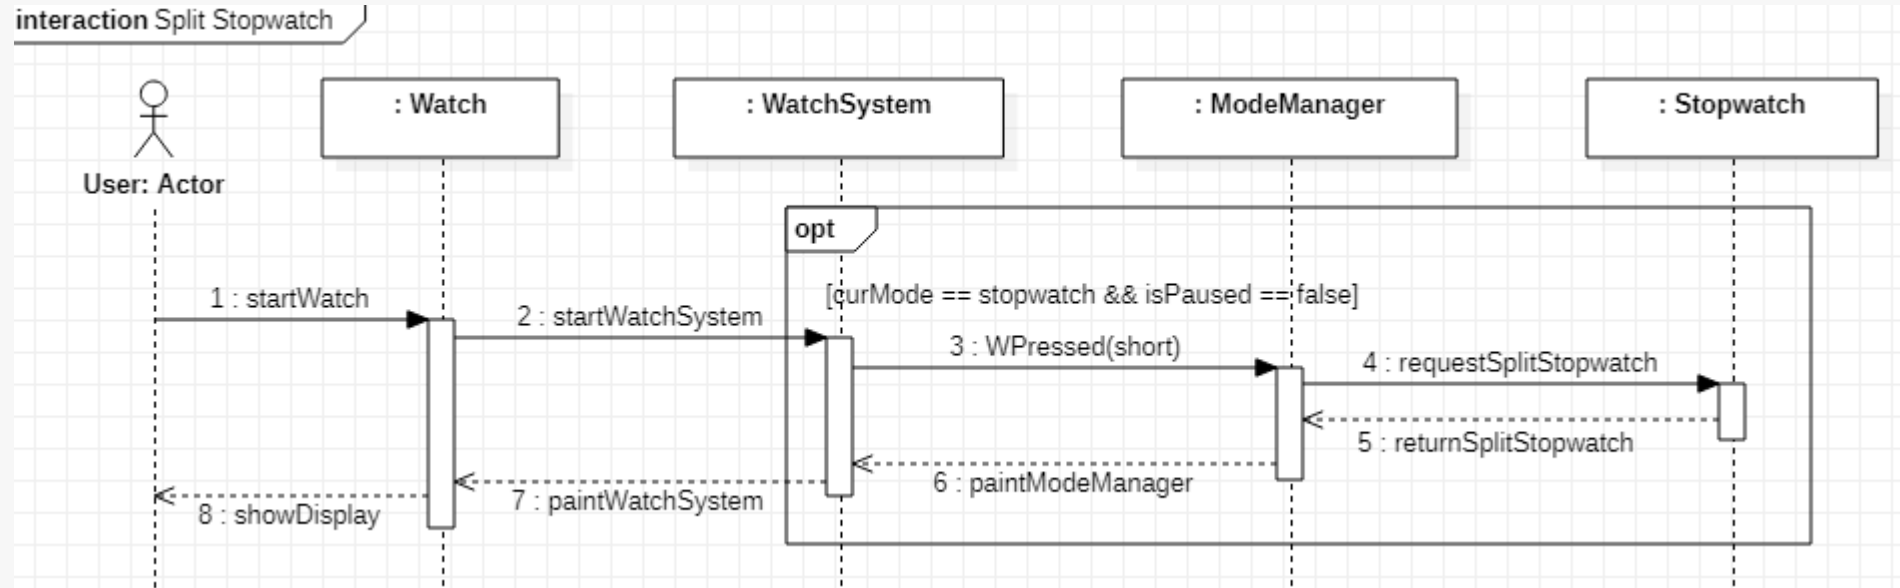 interaction Split Stopwatch
: Watch
: WatchSystem
: ModeManager
: Stopwatch
User: Actor
opt
[curMode == stopwatch && isPaused == false]
1 : startWatch
2 : startWatchSystem
3 : WPressed(short)
4 : requestSplitStopwatch
5 : returnSplitStopwatch
6 : paintModeManager
7 : paintWatchSystem
8 : showDisplay